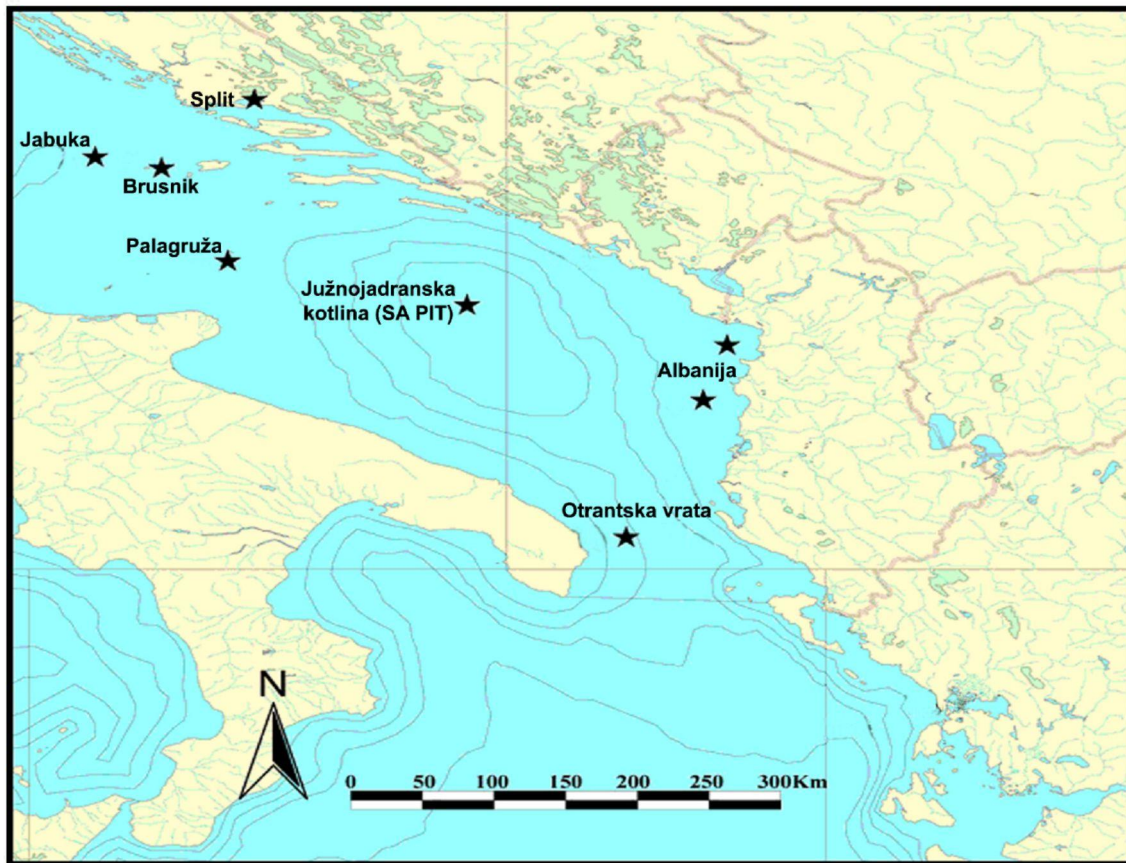 Split
Jabuka
Brusnik
Palagruža
Južnojadranska
kotlina (SA PIT)
Albanija
Otrantska vrata
N
0 50 100 150 200 250 300Km